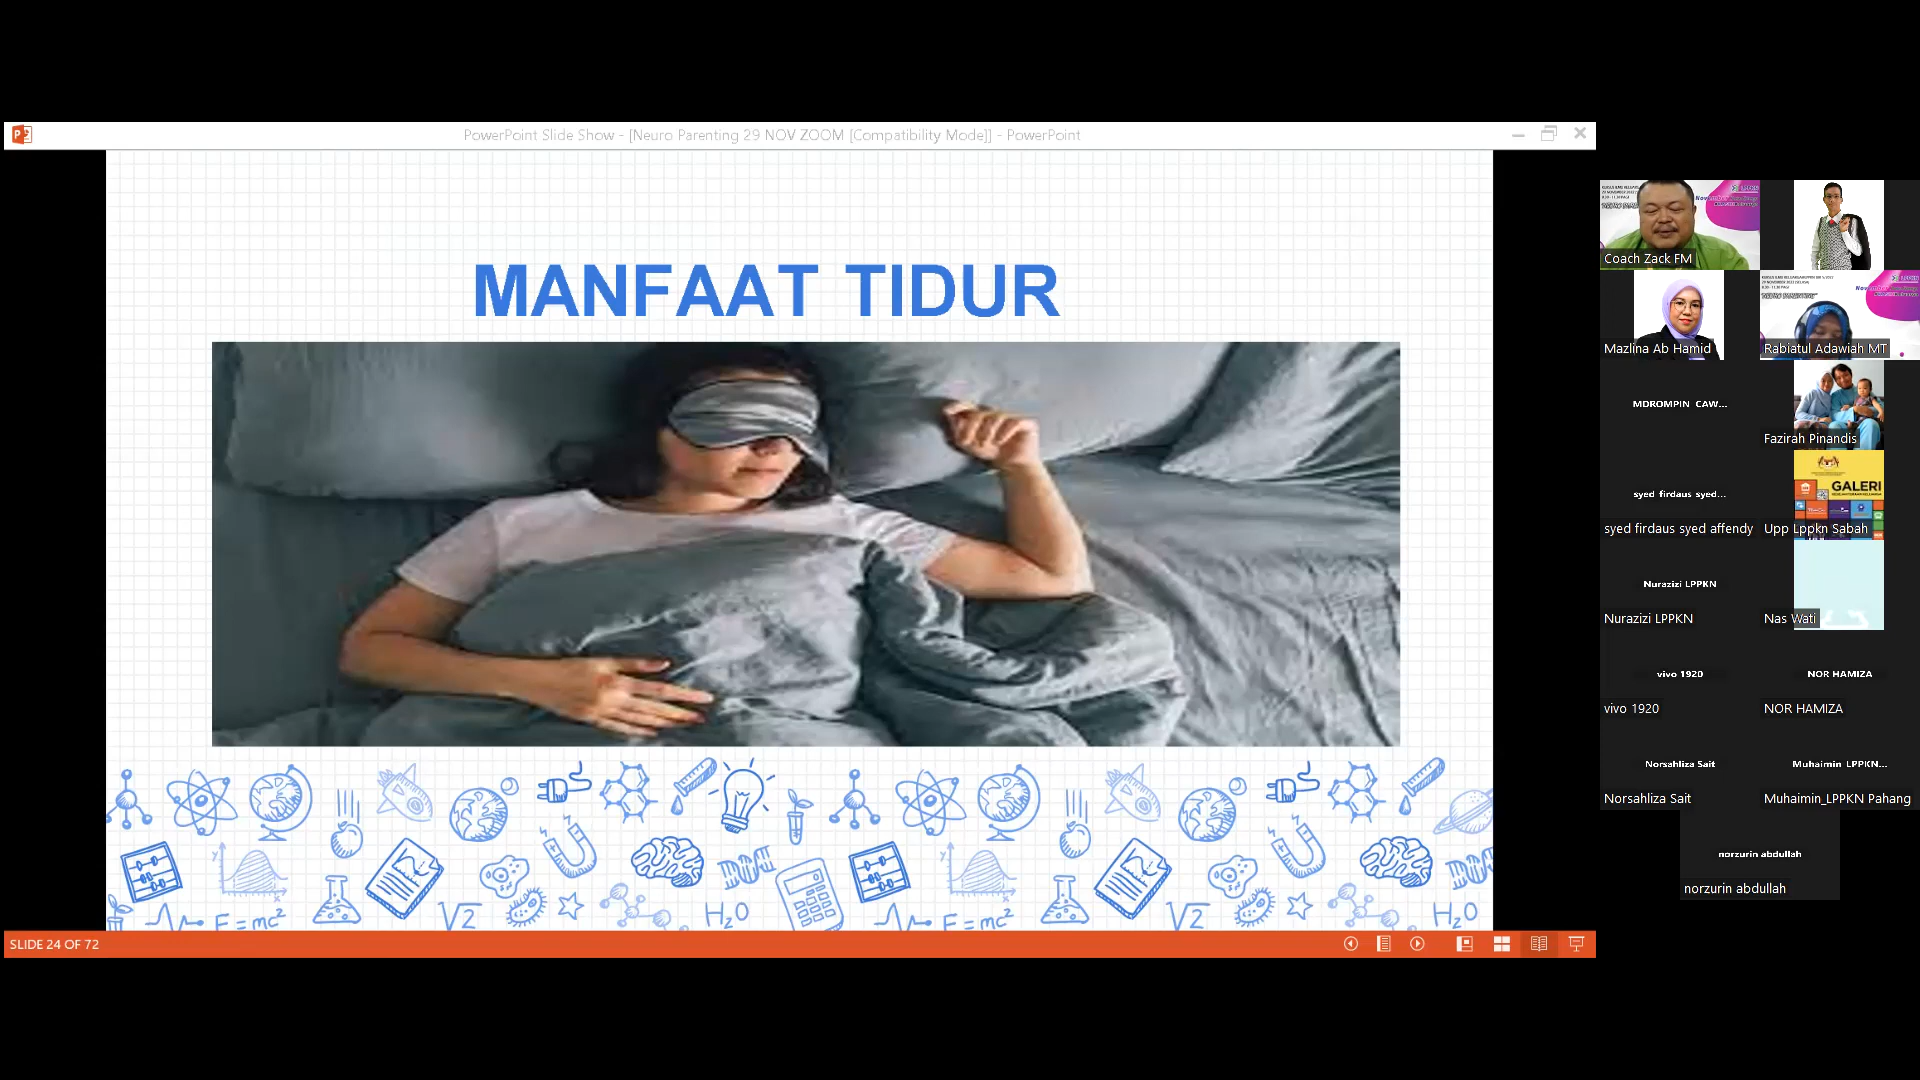 PowerPoint Slide Show - [Neuro Parenting 29 NOV ZOOM [Compatibility Mode]] - PowerPoint
MANFAAT TIDUR
E=mc²
√2
H₂O
E=mc²
√2
H₂O
SLIDE 24 OF 72
Coach Zack FM
Mazlina Ab Hamid
Rabiatul Adawiah MT
MDROMPIN CAW...
Fazirah Pinandis
syed firdaus syed...
syed firdaus syed affendy
GALERI
Upp Lppkn Sabah
Nurazizi LPPKN
Nurazizi LPPKN
Nas Wati
vivo 1920
vivo 1920
NOR HAMIZA
NOR HAMIZA
Norsahliza Sait
Norsahliza Sait
Muhaimin_LPPKN...
Muhaimin_LPPKN Pahang
norzurin abdullah
norzurin abdullah